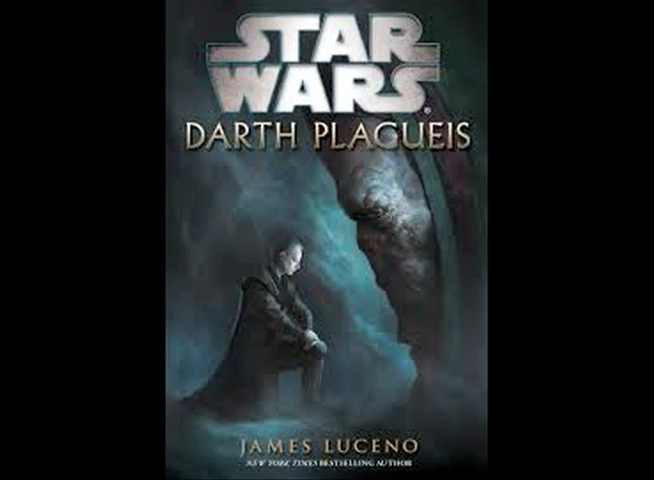 STAR
WARS®
DARTH PLAGUEIS
JAMES LUCENO
NEW YORK TIMES BESTSELLING AUTHOR